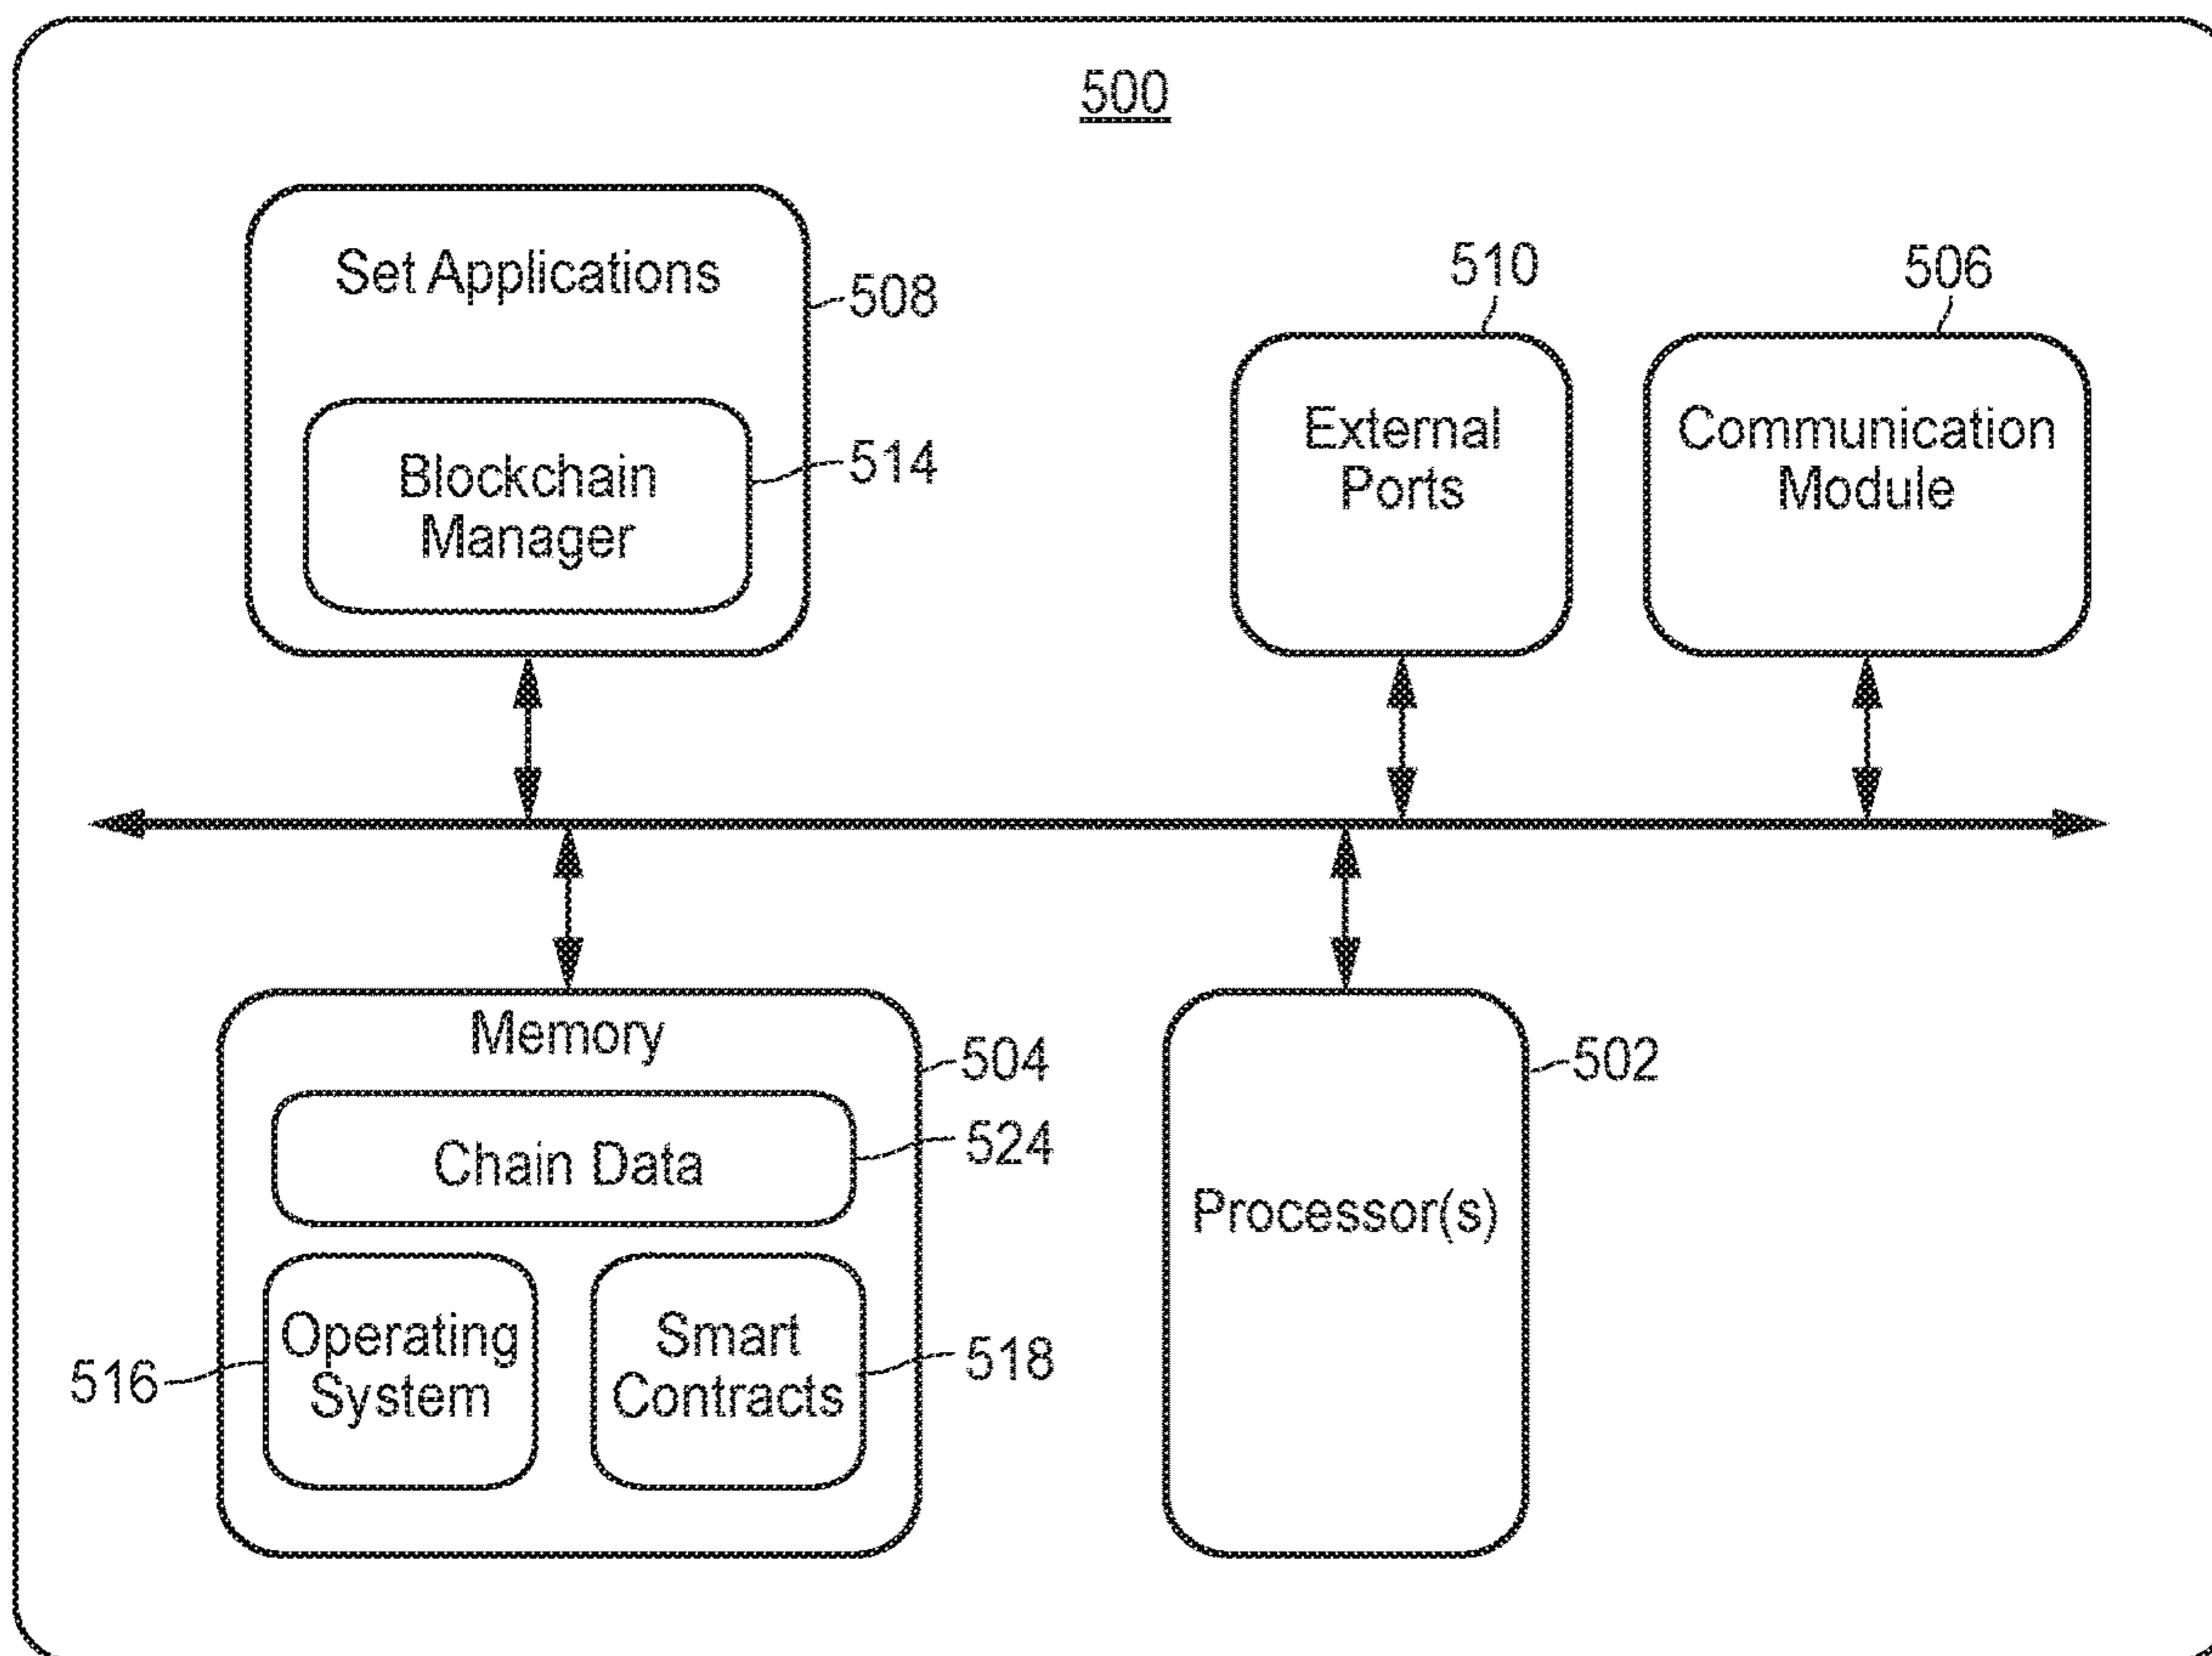 500
Set Applications
508
Blockchain
Manager
514
510
External
Ports
506
Communication
Module
Memory
504
Chain Data
524
Operating
System
516
Smart
Contracts
518
502
Processor(s)